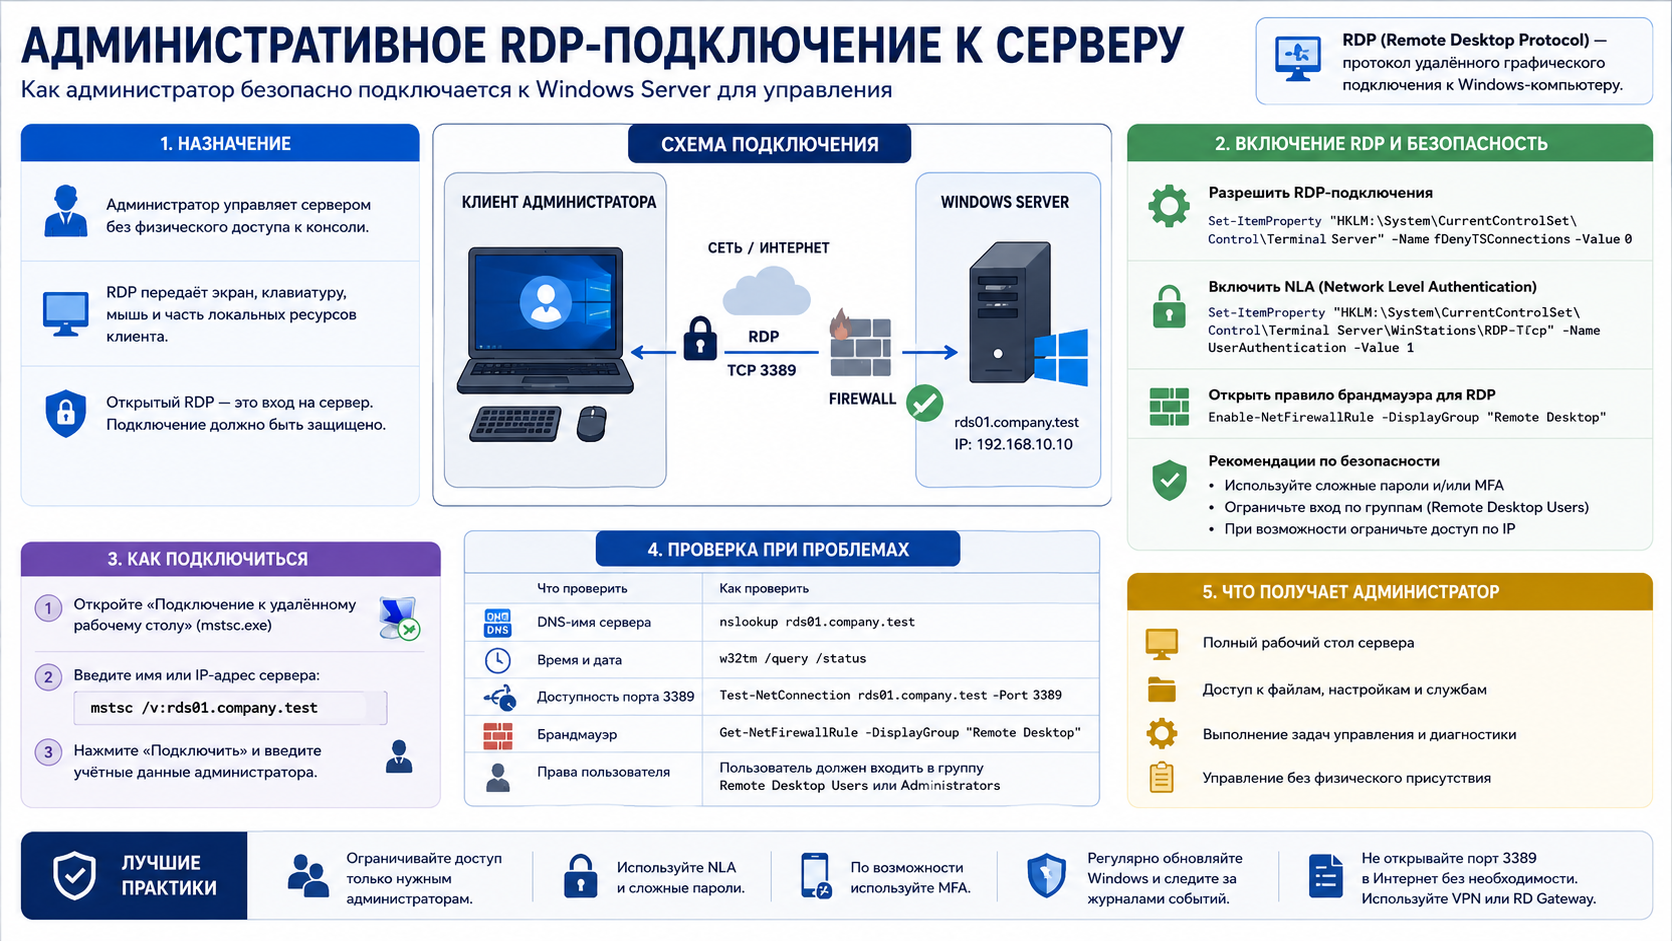 АДМИНИСТРАТИВНОЕ RDP-ПОДКЛЮЧЕНИЕ К СЕРВЕРУ
Как администратор безопасно подключается к Windows Server для управления
RDP (Remote Desktop Protocol) —
протокол удалённого графического
подключения к Windows-компьютеру.
1. НАЗНАЧЕНИЕ
Администратор управляет сервером
без физического доступа к консоли.
RDP передаёт экран, клавиатуру,
мышь и часть локальных ресурсов
клиента.
Открытый RDP — это вход на сервер.
Подключение должно быть защищено.
СХЕМА ПОДКЛЮЧЕНИЯ
КЛИЕНТ АДМИНИСТРАТОРА
СЕТЬ / ИНТЕРНЕТ
RDP
TCP 3389
FIREWALL
WINDOWS SERVER
rds01.company.test
IP: 192.168.10.10
2. ВКЛЮЧЕНИЕ RDP И БЕЗОПАСНОСТЬ
Разрешить RDP-подключения
Set-ItemProperty "HKLM:\System\CurrentControlSet\
Control\Terminal Server" -Name fDenyTSConnections -Value 0
Включить NLA (Network Level Authentication)
Set-ItemProperty "HKLM:\System\CurrentControlSet\
Control\Terminal Server\WinStations\ -Name
UserAuthentication -Value 1
Открыть правило брандмауэра для RDP
Enable-NetFirewallRule -DisplayGroup "Remote Desktop"
Рекомендации по безопасности
• Используйте сложные пароли и/или MFA
• Ограничьте вход по группам (Remote Desktop Users)
• При возможности ограничьте доступ по IP
3. КАК ПОДКЛЮЧИТЬСЯ
1 Откройте «Подключение к удалённому
рабочему столу» (mstsc.exe)
2 Введите имя или IP-адрес сервера:
mstsc /v:rds01.company.test
3 Нажмите «Подключить» и введите
учётные данные администратора.
4. ПРОВЕРКА ПРИ ПРОБЛЕМАХ
Что проверить Как проверить
DNS DNS-имя сервера nslookup rds01.company.test
Время и дата w32tm /query /status
Доступность порта 3389 Test-NetConnection rds01.company.test -Port 3389
Брандмауэр Get-NetFirewallRule -DisplayGroup "Remote Desktop"
Права пользователя Пользователь должен входить в группу
Remote Desktop Users или Administrators
5. ЧТО ПОЛУЧАЕТ АДМИНИСТРАТОР
Полный рабочий стол сервера
Доступ к файлам, настройкам и службам
Выполнение задач управления и диагностики
Управление без физического присутствия
ЛУЧШИЕ
ПРАКТИКИ
Ограничивайте доступ
только нужным
администраторам.
Используйте NLA
и сложные пароли.
По возможности
используйте MFA.
Регулярно обновляйте
Windows и следите за
журналами событий.
Не открывайте порт 3389
в Интернет без необходимости.
Используйте VPN или RD Gateway.